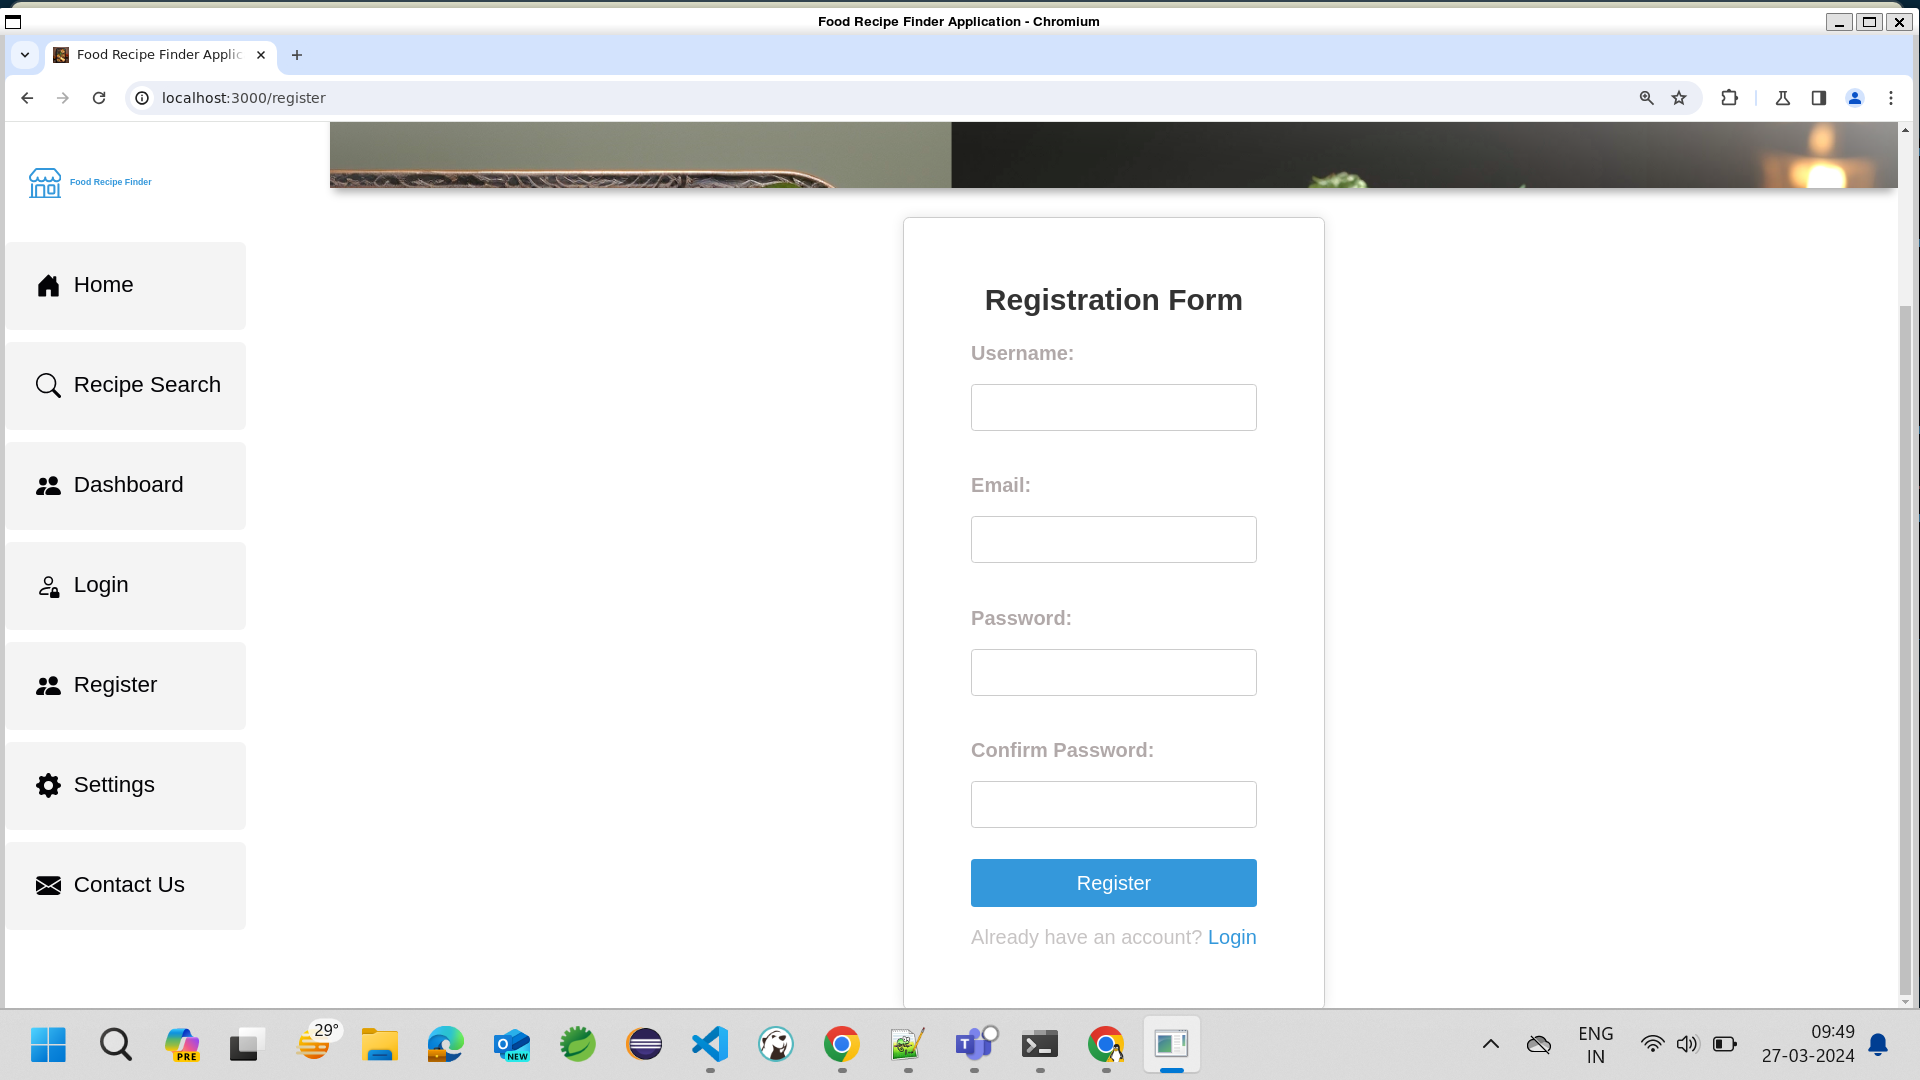 Food Recipe Finder Application - Chromium
Food Recipe Finder Applic
localhost:3000/register
Food Recipe Finder
Home
Recipe Search
Dashboard
Login
Register
Settings
Contact Us
Registration Form
Username:
Email:
Password:
Confirm Password:
Register
Already have an account? Login
PRE
29°
NEW
ENG
IN
09:49
27-03-2024